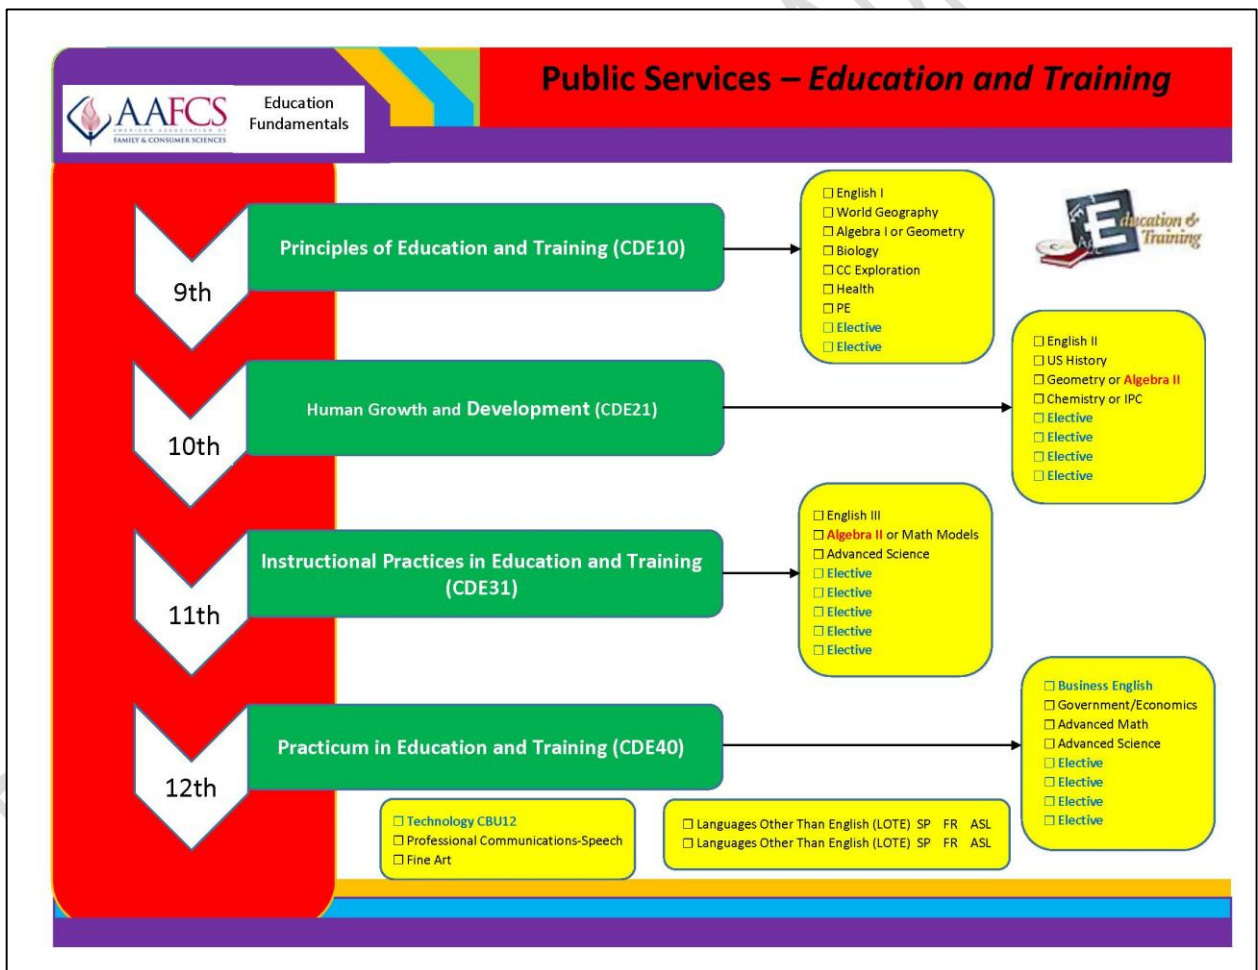 Public Services – Education and Training
AAFCS
AMERICAN ASSOCIATION OF
FAMILY & CONSUMER SCIENCES
Education
Fundamentals
9th
Principles of Education and Training (CDE10)
☐ English I
☐ World Geography
☐ Algebra I or Geometry
☐ Biology
☐ CC Exploration
☐ Health
☐ PE
☐ Elective
☐ Elective
Education &
Training
10th
Human Growth and Development (CDE21)
☐ English II
☐ US History
☐ Geometry or Algebra II
☐ Chemistry or IPC
☐ Elective
☐ Elective
☐ Elective
☐ Elective
11th
Instructional Practices in Education and Training
(CDE31)
☐ English III
☐ Algebra II or Math Models
☐ Advanced Science
☐ Elective
☐ Elective
☐ Elective
☐ Elective
☐ Elective
12th
Practicum in Education and Training (CDE40)
☐ Business English
☐ Government/Economics
☐ Advanced Math
☐ Advanced Science
☐ Elective
☐ Elective
☐ Elective
☐ Elective
☐ Technology CBU12
☐ Professional Communications-Speech
☐ Fine Art
☐ Languages Other Than English (LOTE) SP FR ASL
☐ Languages Other Than English (LOTE) SP FR ASL